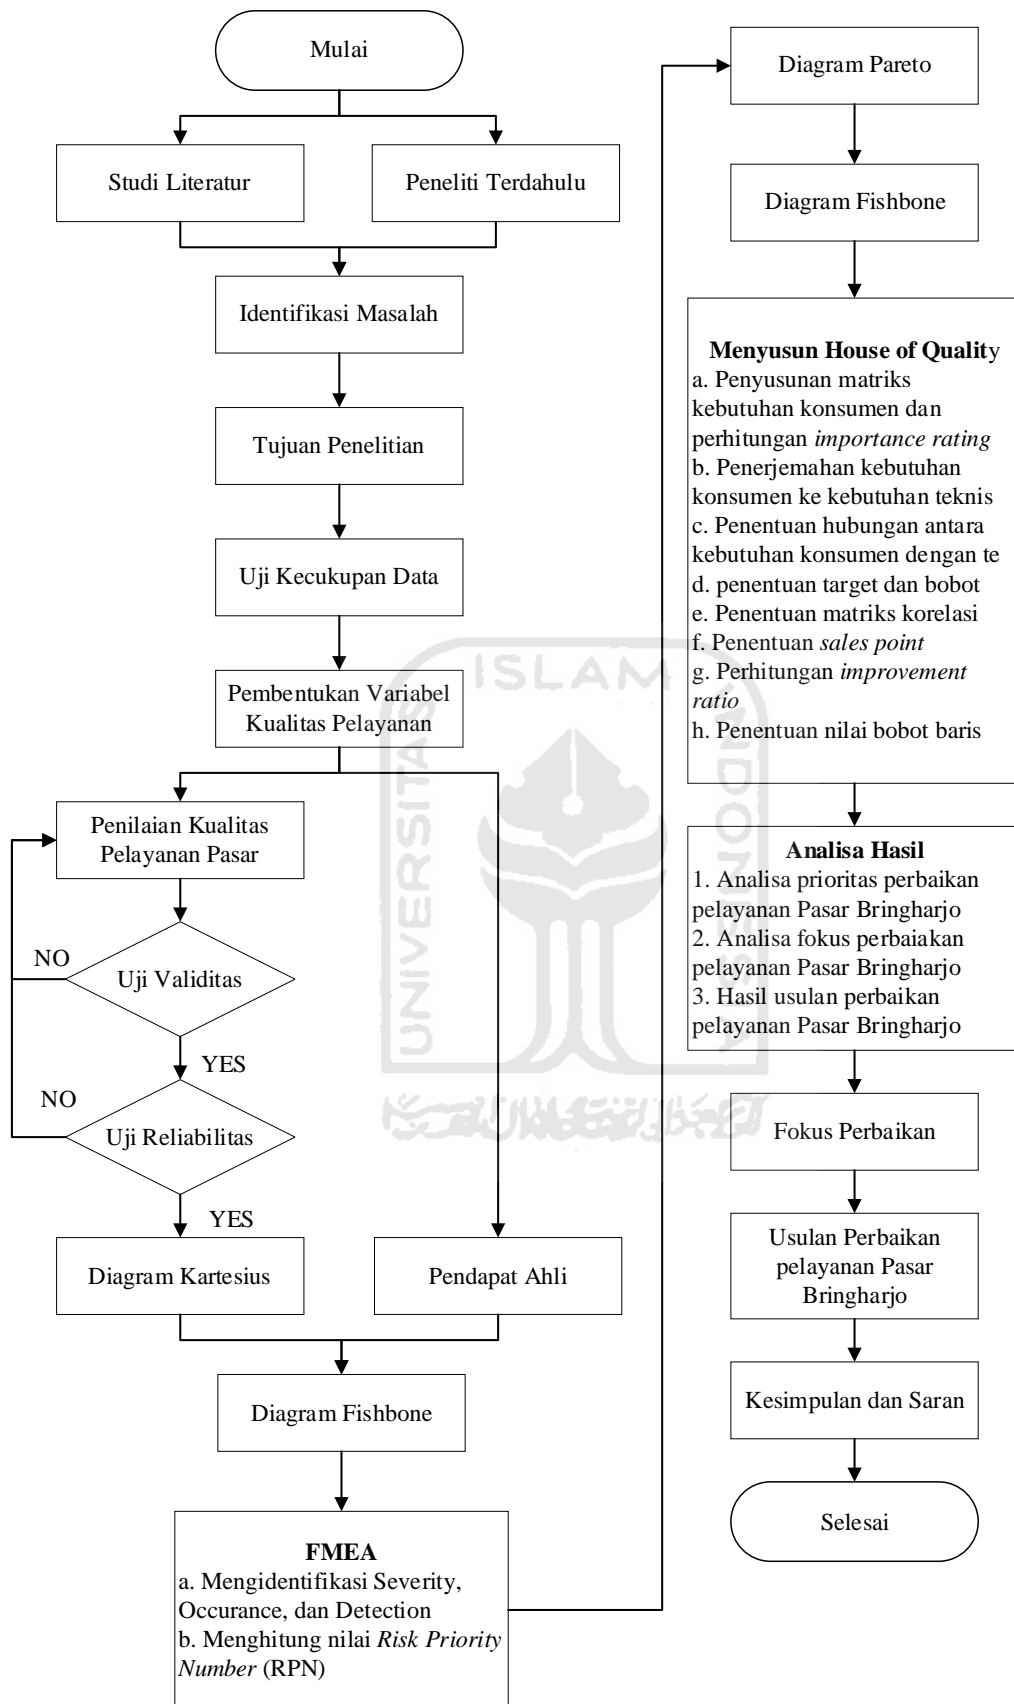 Mulai
Studi Literatur
Peneliti Terdahulu
Identifikasi Masalah
Tujuan Penelitian
Uji Kecukupan Data
Pembentukan Variabel
Kualitas Pelayanan
Penilaian Kualitas
Pelayanan Pasar
NO
Uji Validitas
YES
NO
Uji Reliabilitas
YES
Diagram Kartesius
Pendapat Ahli
Diagram Fishbone
FMEA
a. Mengidentifikasi Severity,
Occurance, dan Detection
b. Menghitung nilai Risk Priority
Number (RPN)
Diagram Pareto
Diagram Fishbone
Menyusun House of Quality
a. Penyusunan matriks
kebutuhan konsumen dan
perhitungan importance rating
b. Penerjemahan kebutuhan
konsumen ke kebutuhan teknis
c. Penentuan hubungan antara
kebutuhan konsumen dengan te
d. penentuan target dan bobot
e. Penentuan matriks korelasi
f. Penentuan sales point
g. Perhitungan improvement
ratio
h. Penentuan nilai bobot baris
Analisa Hasil
1. Analisa prioritas perbaikan
pelayanan Pasar Bringharjo
2. Analisa fokus perbaiakan
pelayanan Pasar Bringharjo
3. Hasil usulan perbaikan
pelayanan Pasar Bringharjo
Fokus Perbaikan
Usulan Perbaikan
pelayanan Pasar
Bringharjo
Kesimpulan dan Saran
Selesai
UNIVERSITAS
ISLAM
INDONESIA